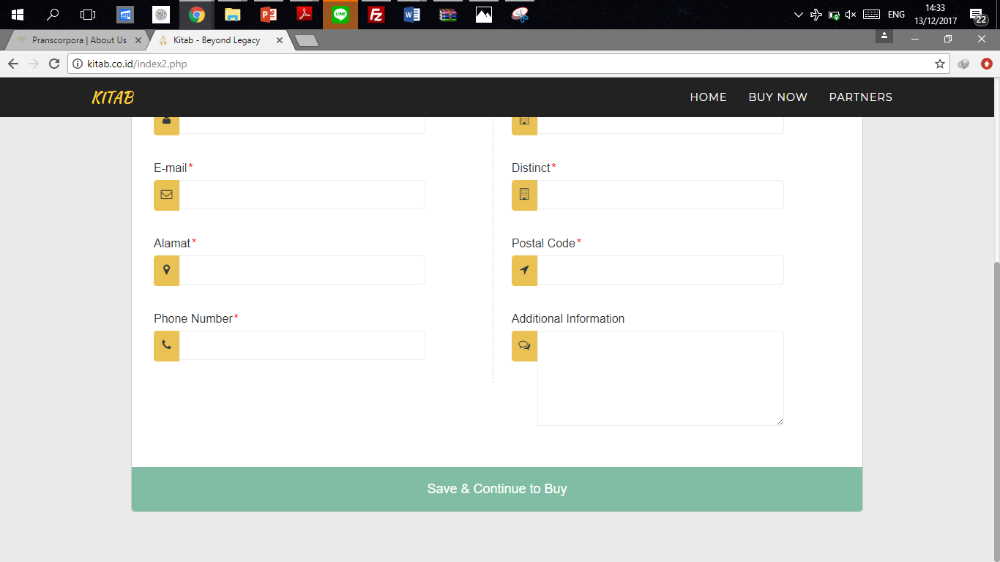 ENG
14:33
13/12/2017
22
Pranscorpora | About Us
Kitab - Beyond Legacy
kitab.co.id/index2.php
KITAB
HOME
BUY NOW
PARTNERS
E-mail*
Distinct*
Alamat*
Postal Code*
Phone Number*
Additional Information
Save & Continue to Buy